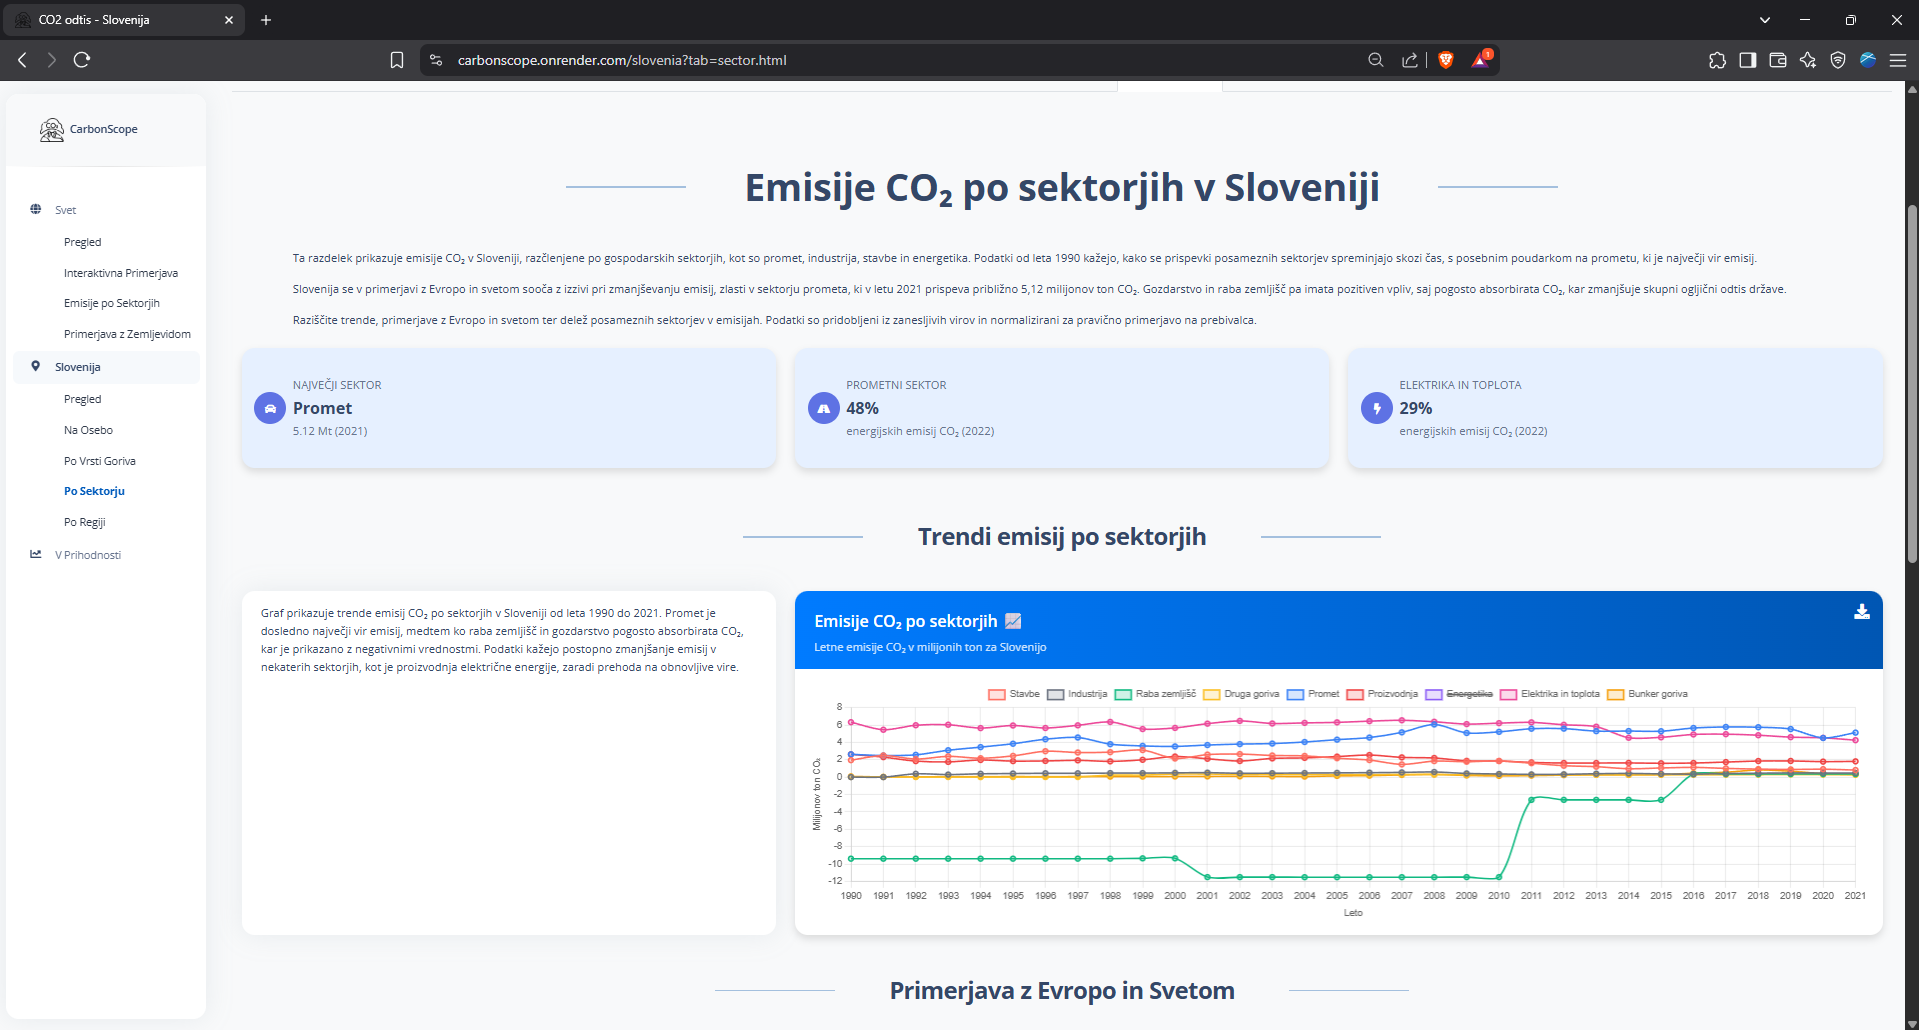 CO2 odtis - Slovenija
carbonscope.onrender.com/slovenia?tab=sector.html
1
CarbonScope
Svet
Pregled
Interaktivna Primerjava
Emisije po Sektorjih
Primerjava z Zemljevidom
Slovenija
Pregled
Na Osebo
Po Vrsti Goriva
Po Sektorju
Po Regiji
V Prihodnosti
Emisije CO₂ po sektorjih v Sloveniji
Ta razdelek prikazuje emisije CO₂ v Sloveniji, razčlenjene po gospodarskih sektorjih, kot so promet, industrija, stavbe in energetika. Podatki od leta 1990 kažejo, kako se prispevki posameznih sektorjev spreminjajo skozi čas, s posebnim poudarkom na prometu, ki je največji vir emisij.
Slovenija se v primerjavi z Evropo in svetom sooča z izzivi pri zmanjševanju emisij, zlasti v sektorju prometa, ki v letu 2021 prispeva približno 5,12 milijonov ton CO₂. Gozdarstvo in raba zemljišč pa imata pozitiven vpliv, saj pogosto absorbirata CO₂, kar zmanjšuje skupni ogljični odtis države.
Raziščite trende, primerjave z Evropo in svetom ter delež posameznih sektorjev v emisijah. Podatki so pridobljeni iz zanesljivih virov in normalizirani za pravično primerjavo na prebivalca.
NAJVEČJI SEKTOR
Promet
5.12 Mt (2021)
PROMETNI SEKTOR
48%
energijskih emisij CO₂ (2022)
ELEKTRIKA IN TOPLOTA
29%
energijskih emisij CO₂ (2022)
Trendi emisij po sektorjih
Graf prikazuje trende emisij CO₂ po sektorjih v Sloveniji od leta 1990 do 2021. Promet je
dosledno največji vir emisij, medtem ko raba zemljišč in gozdarstvo pogosto absorbirata CO₂,
kar je prikazano z negativnimi vrednostmi. Podatki kažejo postopno zmanjšanje emisij v
nekaterih sektorjih, kot je proizvodnja električne energije, zaradi prehoda na obnovljive vire.
Emisije CO₂ po sektorjih
Letne emisije CO₂ v milijonih ton za Slovenijo
Stavbe Industrija Raba zemljišč Druga goriva Promet Proizvodnja Energetika Elektrika in toplota Bunker goriva
Milijonov ton CO₂
8
6
4
2
0
-2
-4
-6
-8
-10
-12
1990 1991 1992 1993 1994 1995 1996 1997 1998 1999 2000 2001 2002 2003 2004 2005 2006 2007 2008 2009 2010 2011 2012 2013 2014 2015 2016 2017 2018 2019 2020 2021
Leto
Primerjava z Evropo in Svetom